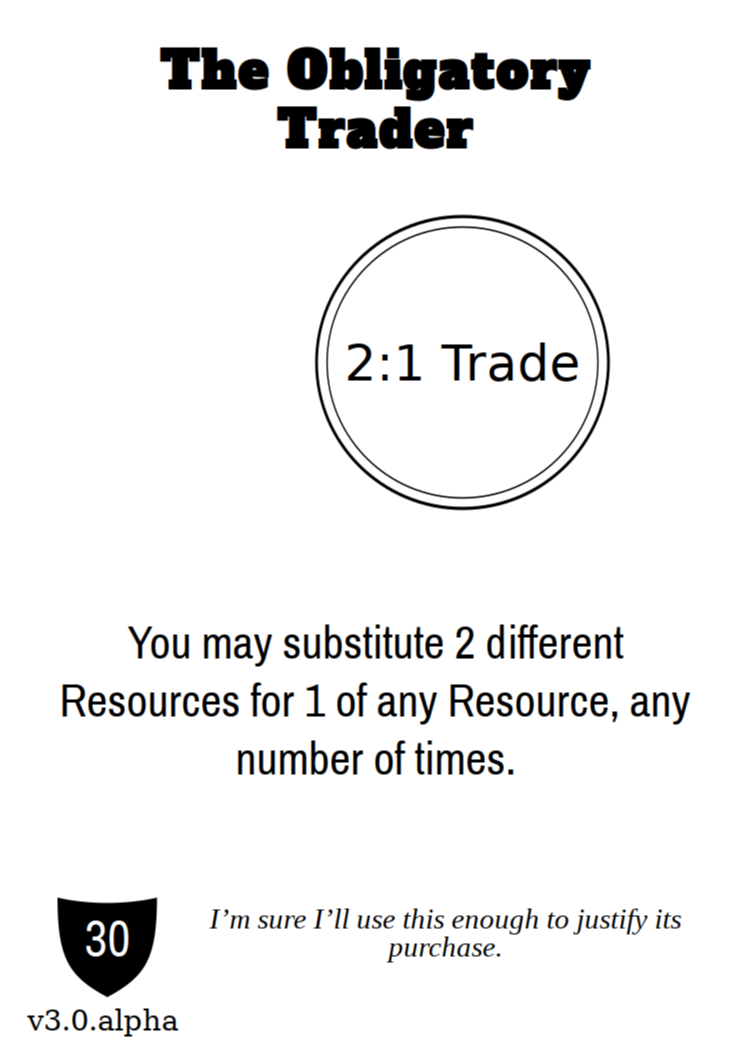 The Obligatory
Trader
2:1 Trade
You may substitute 2 different
Resources for 1 of any Resource, any
number of times.
30
I’m sure I’ll use this enough to justify its
purchase.
v3.0.alpha